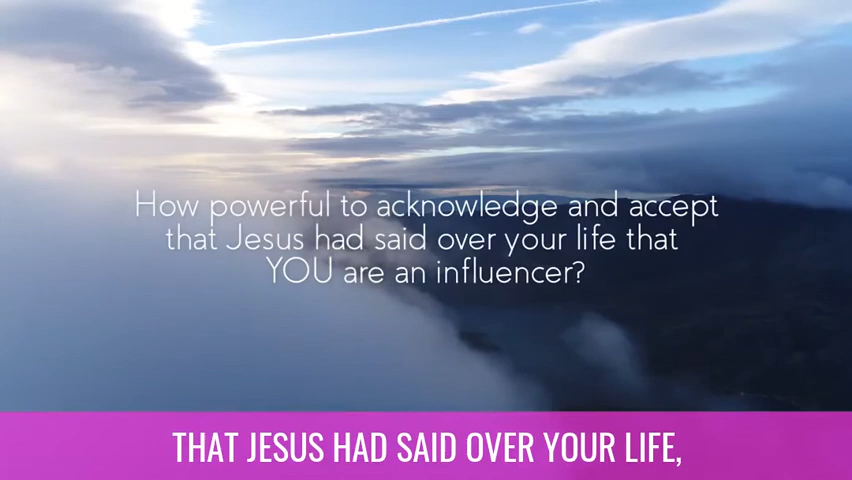 How powerful to acknowledge and accept
that Jesus had said over your life that
YOU are an influencer?
THAT JESUS HAD SAID OVER YOUR LIFE,